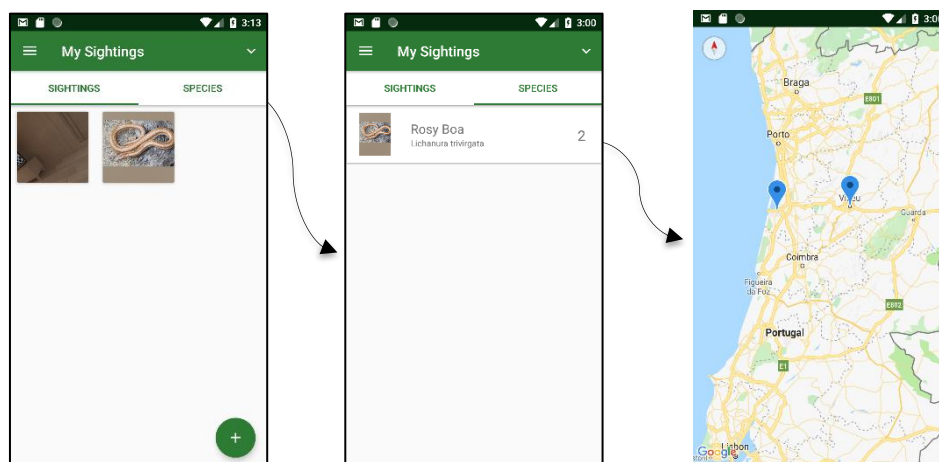 3:13
My Sightings
SIGHTINGS SPECIES
+
3:00
My Sightings
SIGHTINGS SPECIES
Rosy Boa
Lichanura trivirgata
2
3:00
Braga
E801
Porto
Viseu
Guarda
Coimbra
Figueira
da Foz
E802
Portugal
E1
Lisbon
Google